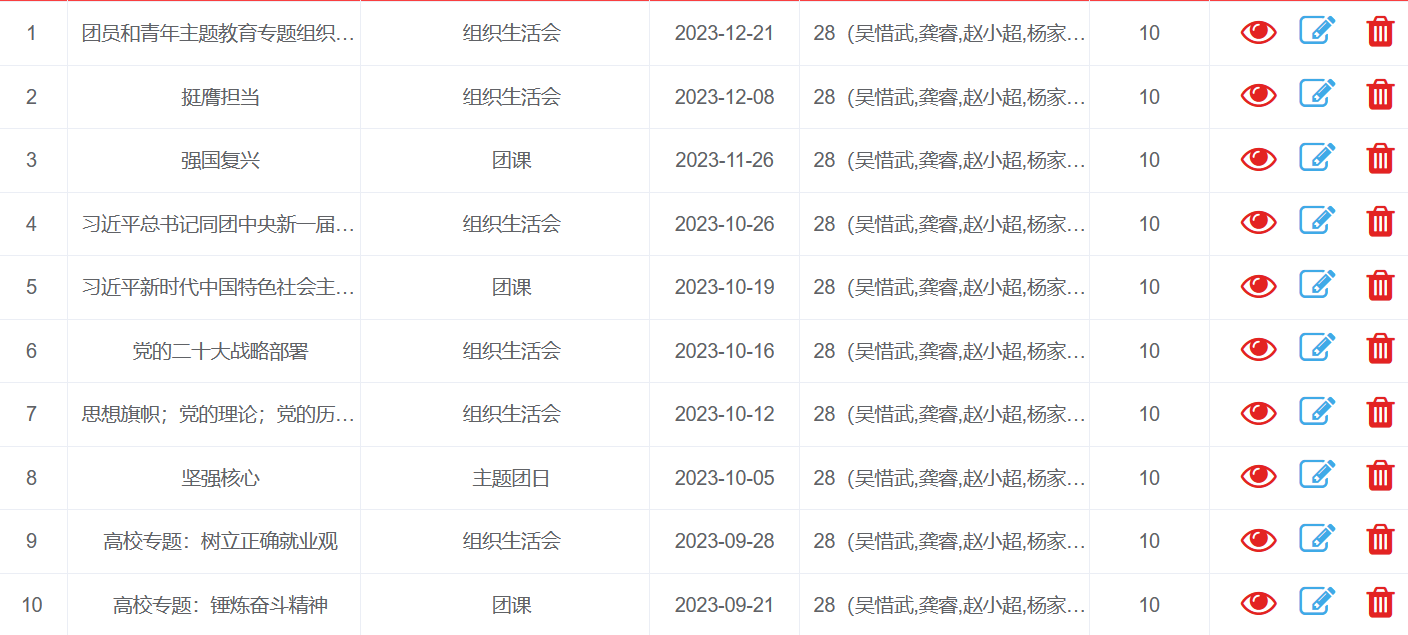 1 团员和青年主题教育专题组织… 组织生活会 2023-12-21 28 (吴惜武,龚睿,赵小超,杨家… 10
2 挺膺担当 组织生活会 2023-12-08 28 (吴惜武,龚睿,赵小超,杨家… 10
3 强国复兴 团课 2023-11-26 28 (吴惜武,龚睿,赵小超,杨家… 10
4 习近平总书记同团中央新一届… 组织生活会 2023-10-26 28 (吴惜武,龚睿,赵小超,杨家… 10
5 习近平新时代中国特色社会主… 团课 2023-10-19 28 (吴惜武,龚睿,赵小超,杨家… 10
6 党的二十大战略部署 组织生活会 2023-10-16 28 (吴惜武,龚睿,赵小超,杨家… 10
7 思想旗帜；党的理论；党的历… 组织生活会 2023-10-12 28 (吴惜武,龚睿,赵小超,杨家… 10
8 坚强核心 主题团日 2023-10-05 28 (吴惜武,龚睿,赵小超,杨家… 10
9 高校专题：树立正确就业观 组织生活会 2023-09-28 28 (吴惜武,龚睿,赵小超,杨家… 10
10 高校专题：锤炼奋斗精神 团课 2023-09-21 28 (吴惜武,龚睿,赵小超,杨家… 10